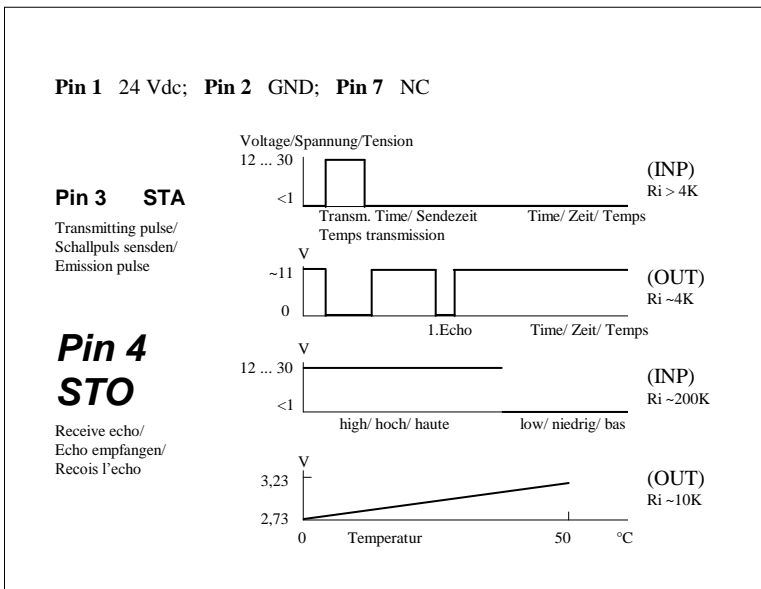 Pin 1 24 Vdc; Pin 2 GND; Pin 7 NC
Voltage/Spannung/Tension
12 ... 30
<1
(INP)
Ri > 4K
Pin 3 STA
Transmitting pulse/
Schallpuls sensden/
Emission pulse
Transm. Time/ Sendezeit
Temps transmission
Time/ Zeit/ Temps
V
~11
0
(OUT)
Ri ~4K
1.Echo
Time/ Zeit/ Temps
Pin 4
STO
Receive echo/
Echo empfangen/
Recois l'echo
V
12 ... 30
<1
(INP)
Ri ~200K
high/ hoch/ haute
low/ niedrig/ bas
V
3,23
2,73
(OUT)
Ri ~10K
0
Temperatur
50
°C